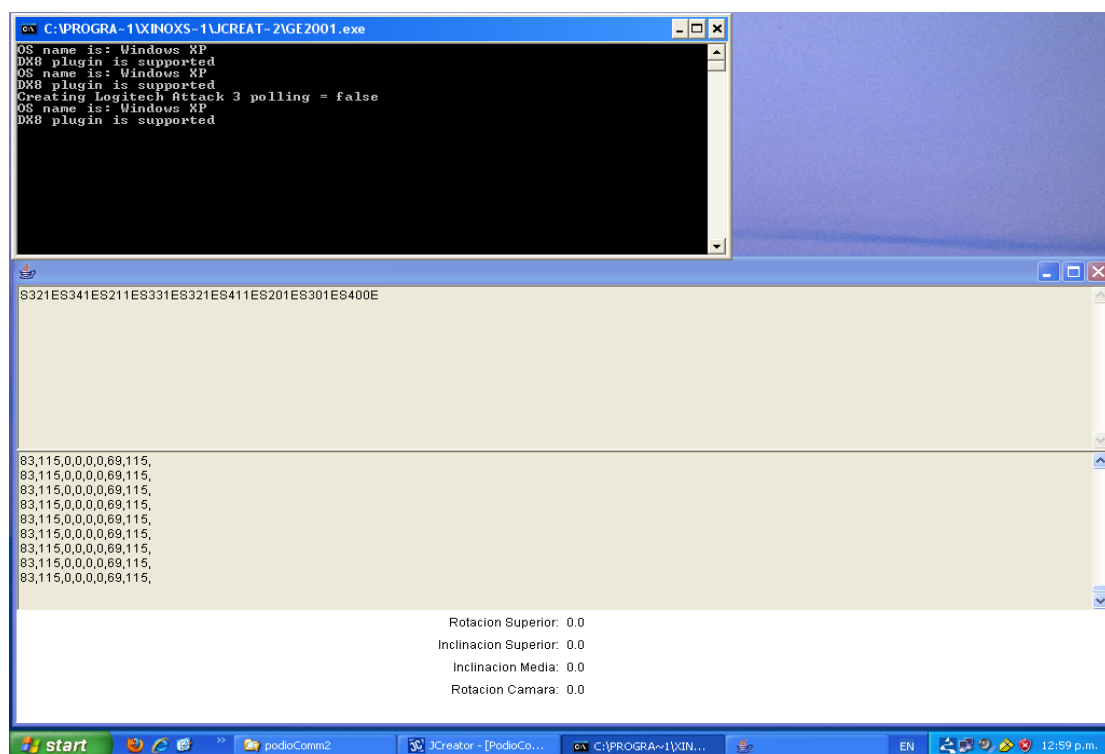 C:\PROGRA~1\XINOXS~1\JCREAT~2\GE2001.exe
OS name is: Windows XP
DX8 plugin is supported
OS name is: Windows XP
DX8 plugin is supported
Creating Logitech Attack 3 polling = false
OS name is: Windows XP
DX8 plugin is supported
S321ES341ES211ES331ES321ES411ES201ES301ES400E
83,115,0,0,0,0,69,115,
83,115,0,0,0,0,69,115,
83,115,0,0,0,0,69,115,
83,115,0,0,0,0,69,115,
83,115,0,0,0,0,69,115,
83,115,0,0,0,0,69,115,
83,115,0,0,0,0,69,115,
83,115,0,0,0,0,69,115,
83,115,0,0,0,0,69,115,
Rotacion Superior: 0.0
Inclinacion Superior: 0.0
Inclinacion Media: 0.0
Rotacion Camara: 0.0
start » podioComm2 JCreator - [PodioCo... C:\PROGRA~1\XIN... EN 12:59 p.m.